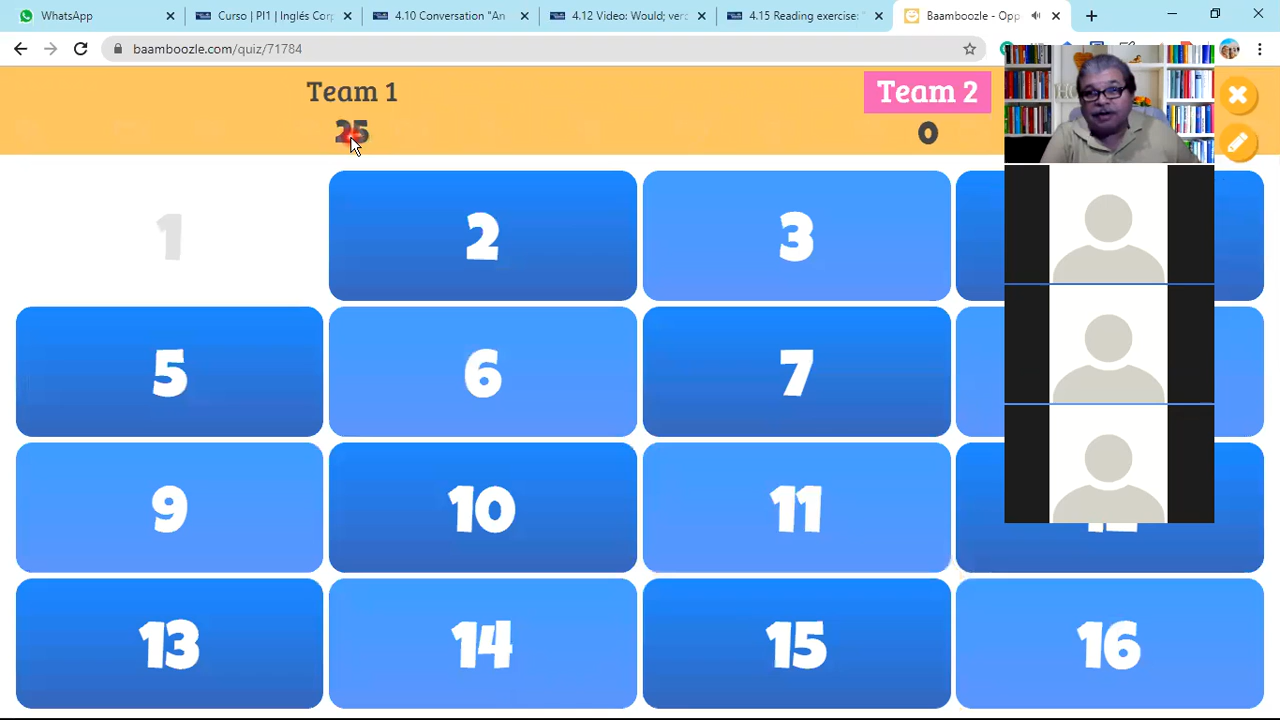 WhatsApp
Curso | PI1 | Inglés Cor
4.10 Conversation "An
4.12 Video: Would; ver
4.15 Reading exercise: "
Baamboozle - Opp
baamboozle.com/quiz/71784
Team 1
Team 2
25
0
1
2
3
5
6
7
9
10
11
12
13
14
15
16